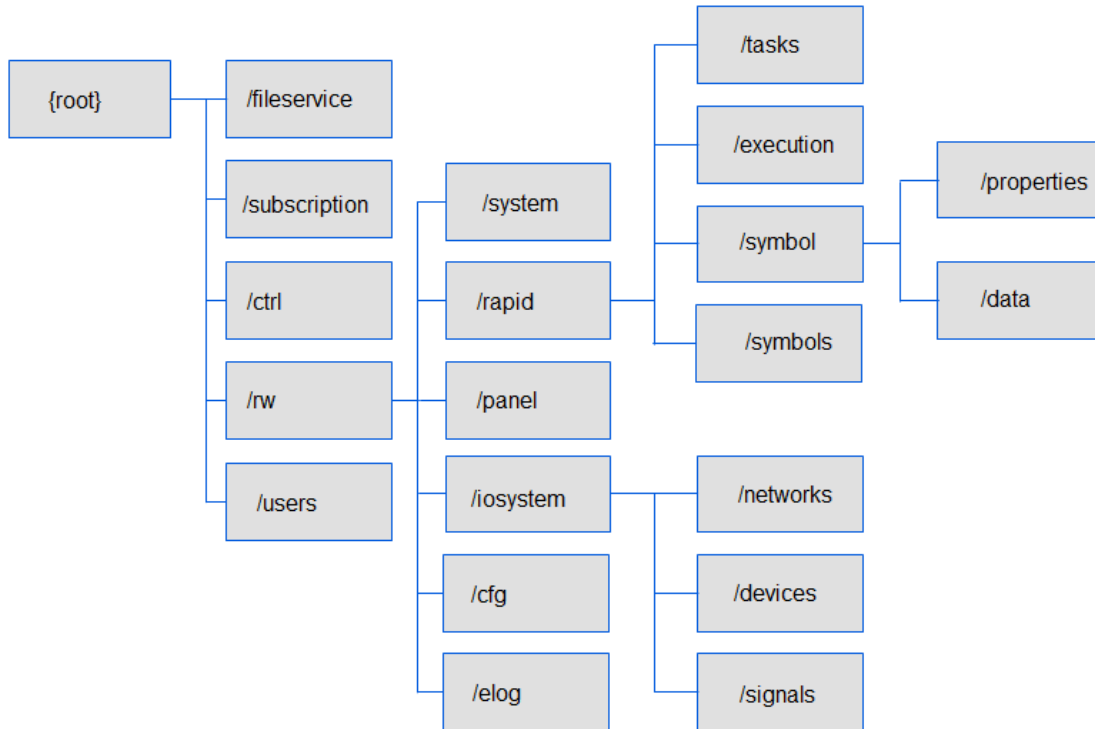 {root}
/fileservice
/subscription
/ctrl
/rw
/users
/system
/rapid
/panel
/iosystem
/cfg
/elog
/tasks
/execution
/symbol
/symbols
/networks
/devices
/signals
/properties
/data